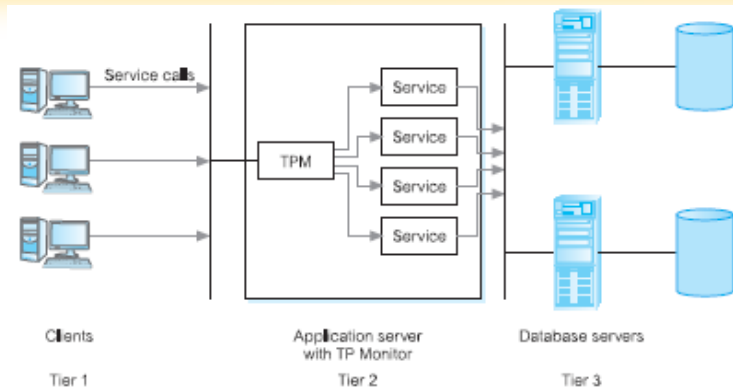 Service calls
Service
Service
TPM
Service
Service
Clients
Application server
with TP Monitor
Database servers
Tier 1
Tier 2
Tier 3